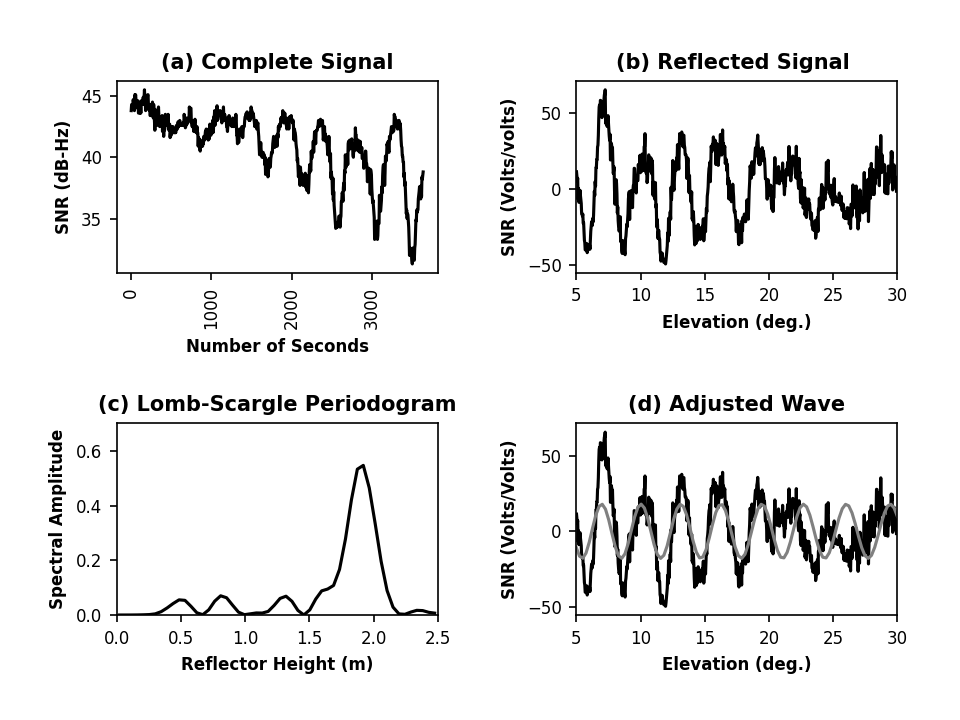 (a) Complete Signal
SNR (dB-Hz)
45
40
35
0
1000
2000
3000
Number of Seconds
(b) Reflected Signal
SNR (Volts/volts)
50
0
−50
5 10 15 20 25 30
Elevation (deg.)
(c) Lomb-Scargle Periodogram
Spectral Amplitude
0.6
0.4
0.2
0.0
0.0 0.5 1.0 1.5 2.0 2.5
Reflector Height (m)
(d) Adjusted Wave
SNR (Volts/Volts)
50
0
−50
5 10 15 20 25 30
Elevation (deg.)